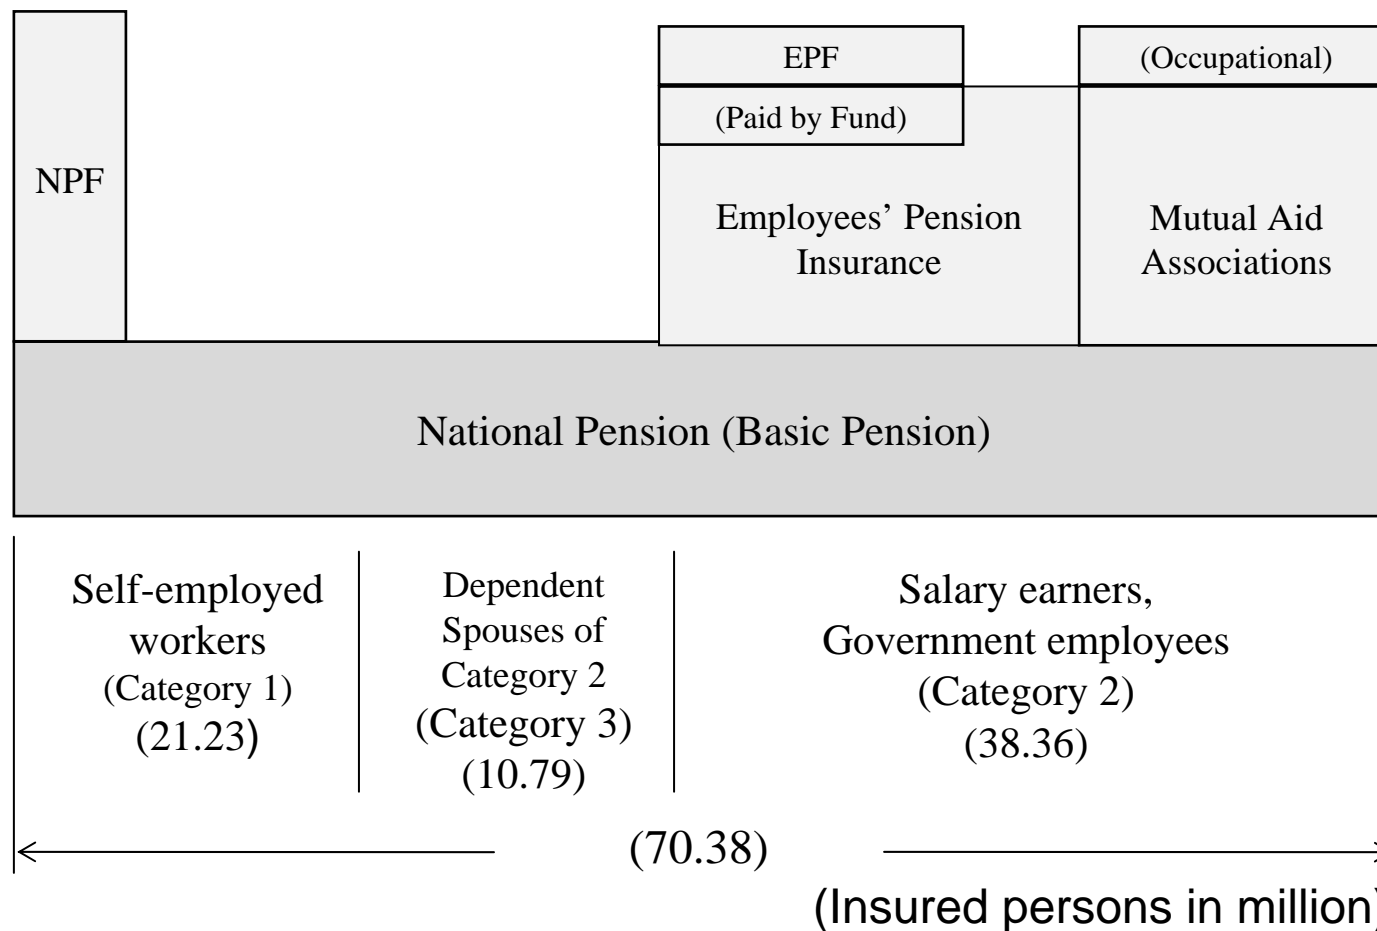 EPF
(Occupational)
(Paid by Fund)
NPF
Employees’ Pension
Insurance
Mutual Aid
Associations
National Pension (Basic Pension)
Self-employed
workers
(Category 1)
(21.23)
Dependent
Spouses of
Category 2
(Category 3)
(10.79)
Salary earners,
Government employees
(Category 2)
(38.36)
(70.38)
(Insured persons in million)